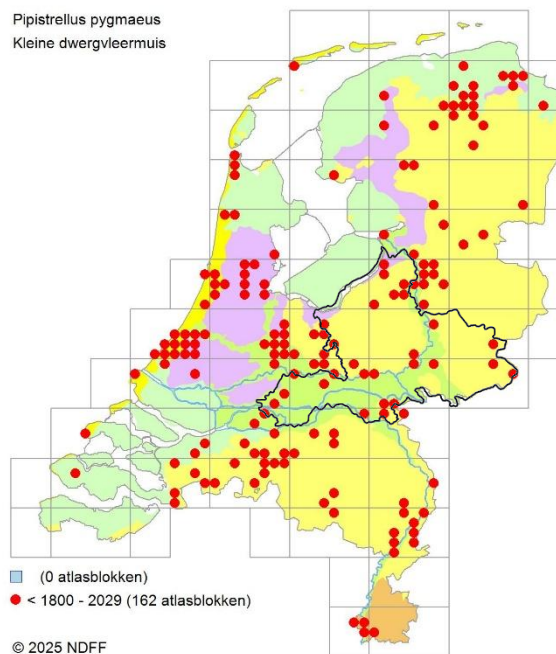 Pipistrellus pygmaeus
Kleine dwergvleermuis
(0 atlasblokken)
< 1800 - 2029 (162 atlasblokken)
© 2025 NDFF